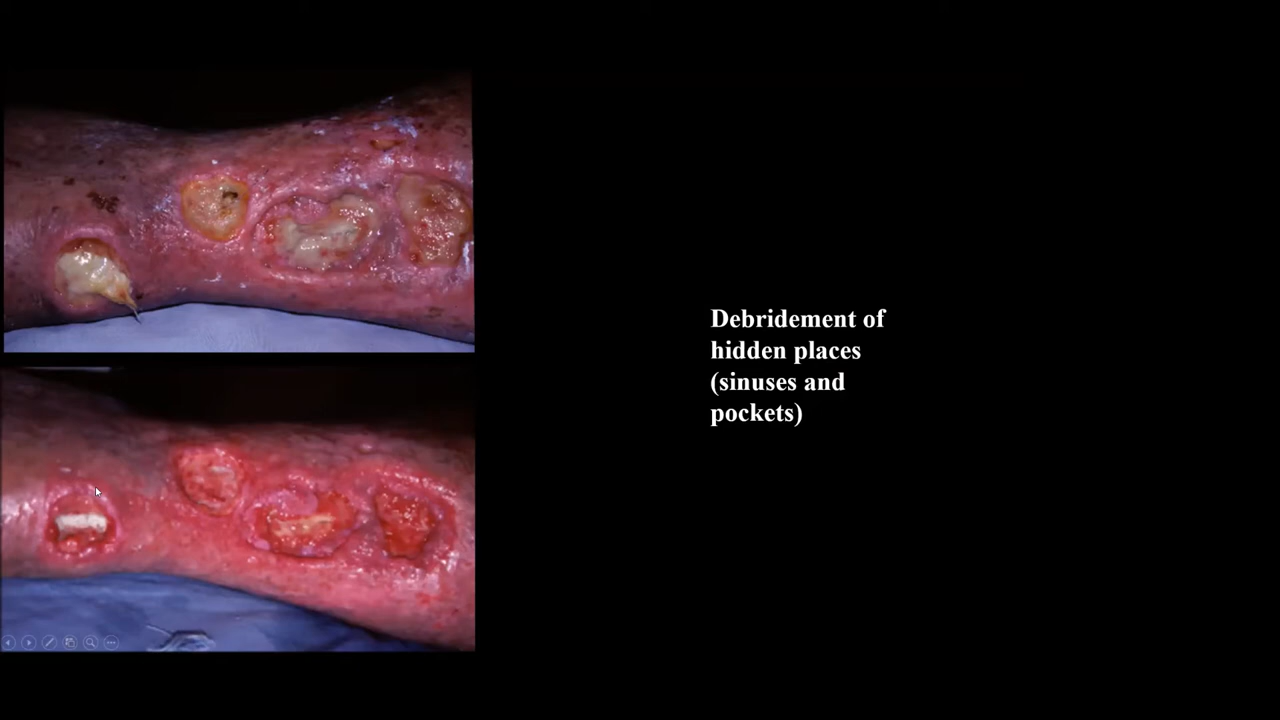 Debridement of
hidden places
(sinuses and
pockets)